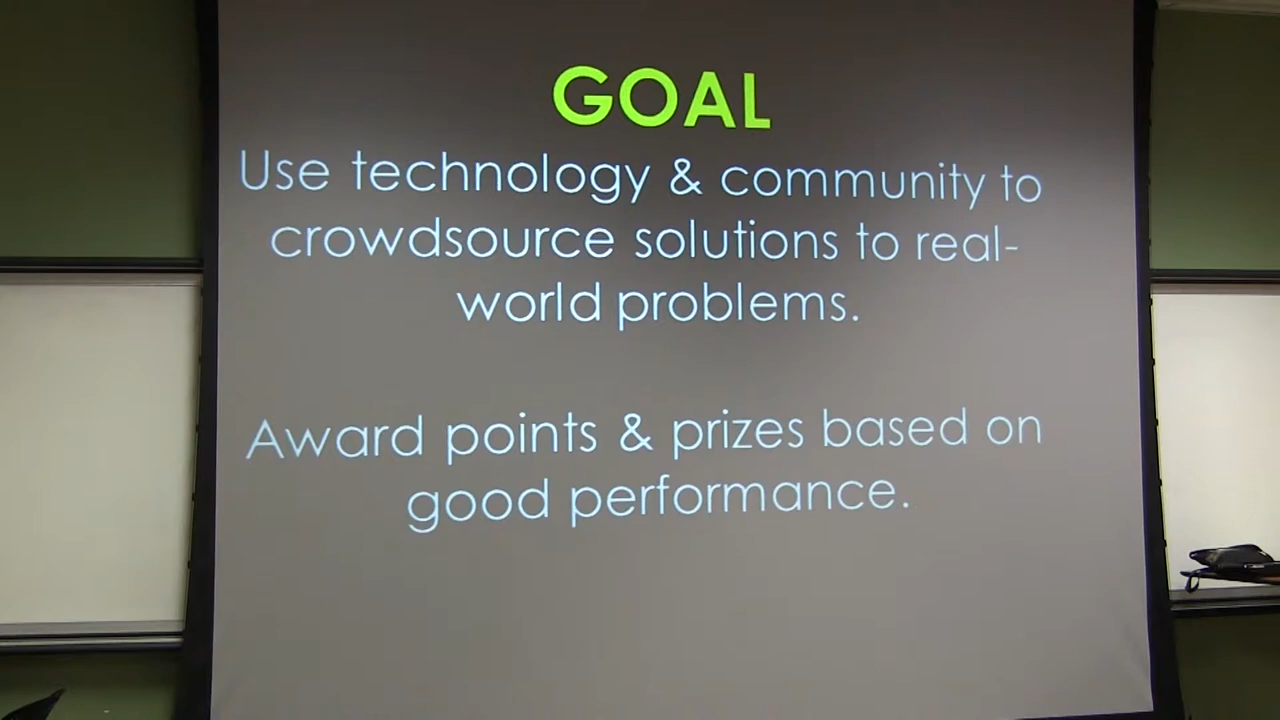 GOAL
Use technology & community to
crowdsource solutions to real-
world problems.
Award points & prizes based on
good performance.